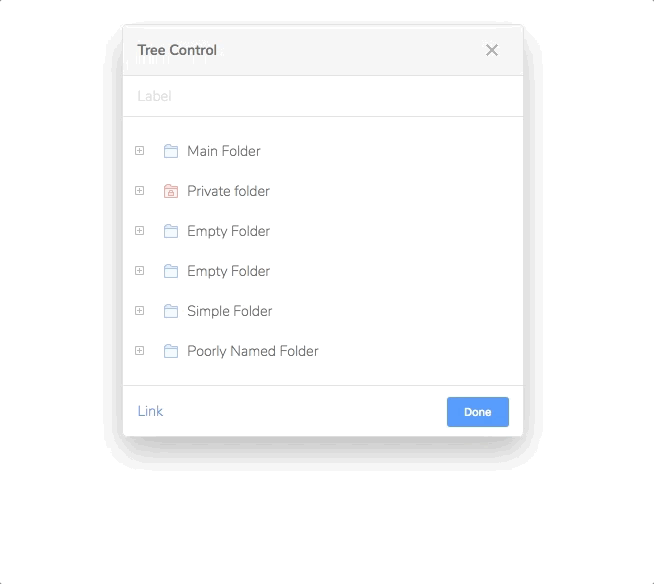 Tree Control
Label
Main Folder
Private folder
Empty Folder
Empty Folder
Simple Folder
Poorly Named Folder
Link
Done